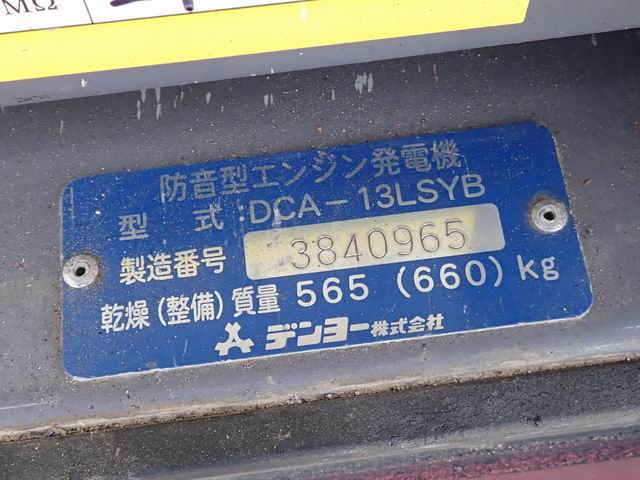 MΩ
防音型エンジン発電機
型式:DCA-13LSYB
製造番号 3840965
乾燥(整備)質量 565 (660) kg
デンヨー株式会社